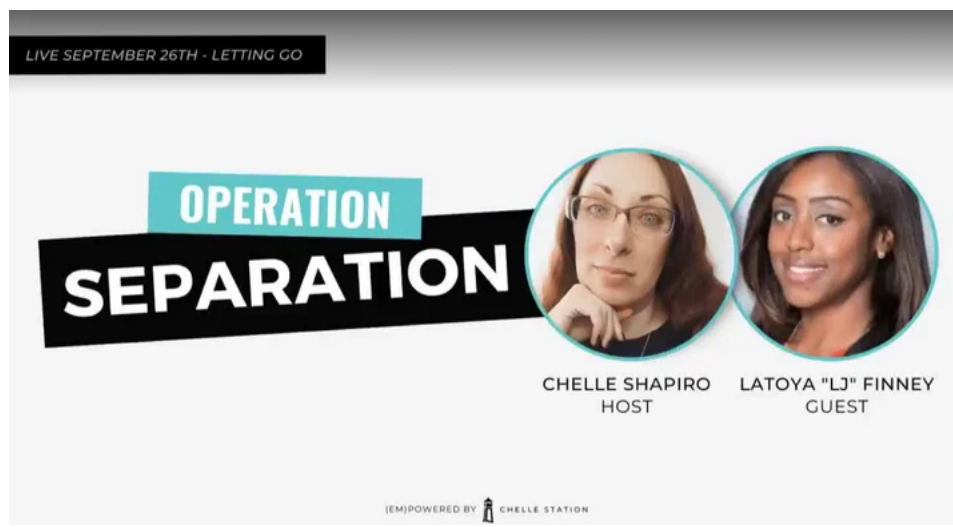 LIVE SEPTEMBER 26TH - LETTING GO
OPERATION
SEPARATION
CHELLE SHAPIRO
HOST
LATOYA "LJ" FINNEY
GUEST
(EM)POWERED BY CHELLE STATION